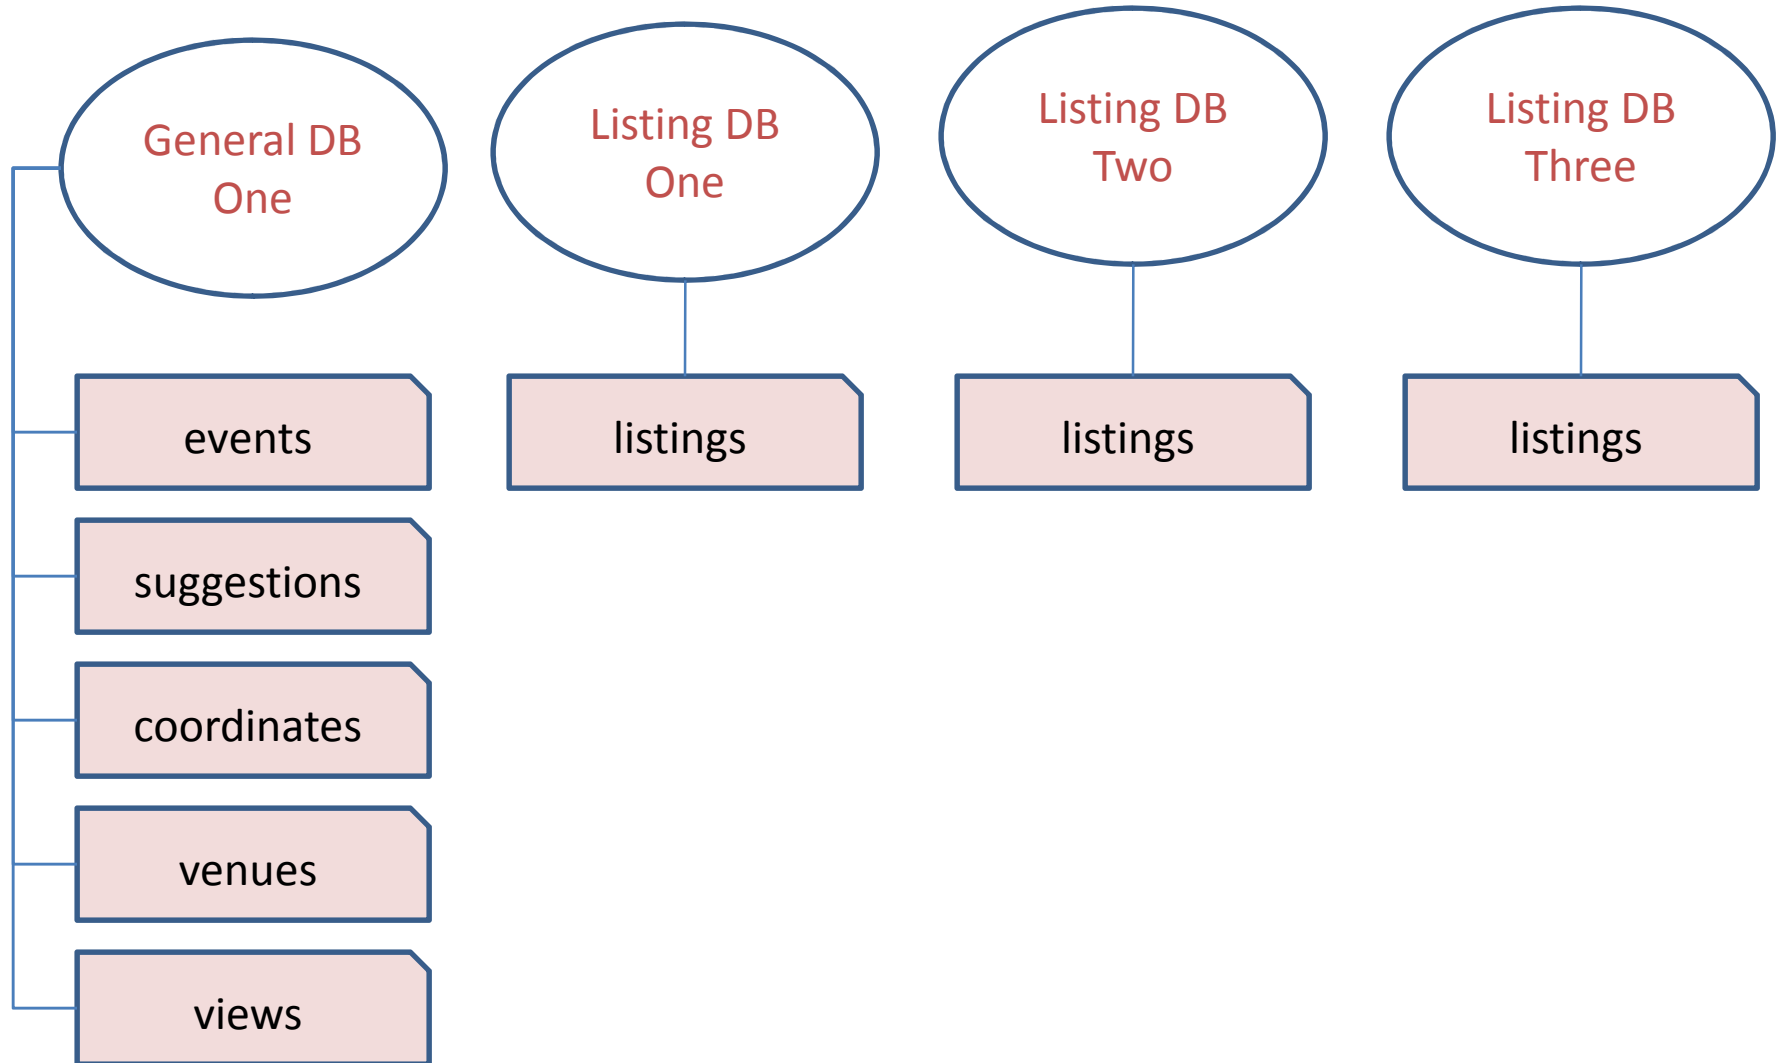 General DB
One
Listing DB
One
Listing DB
Two
Listing DB
Three
events
listings
listings
listings
suggestions
coordinates
venues
views